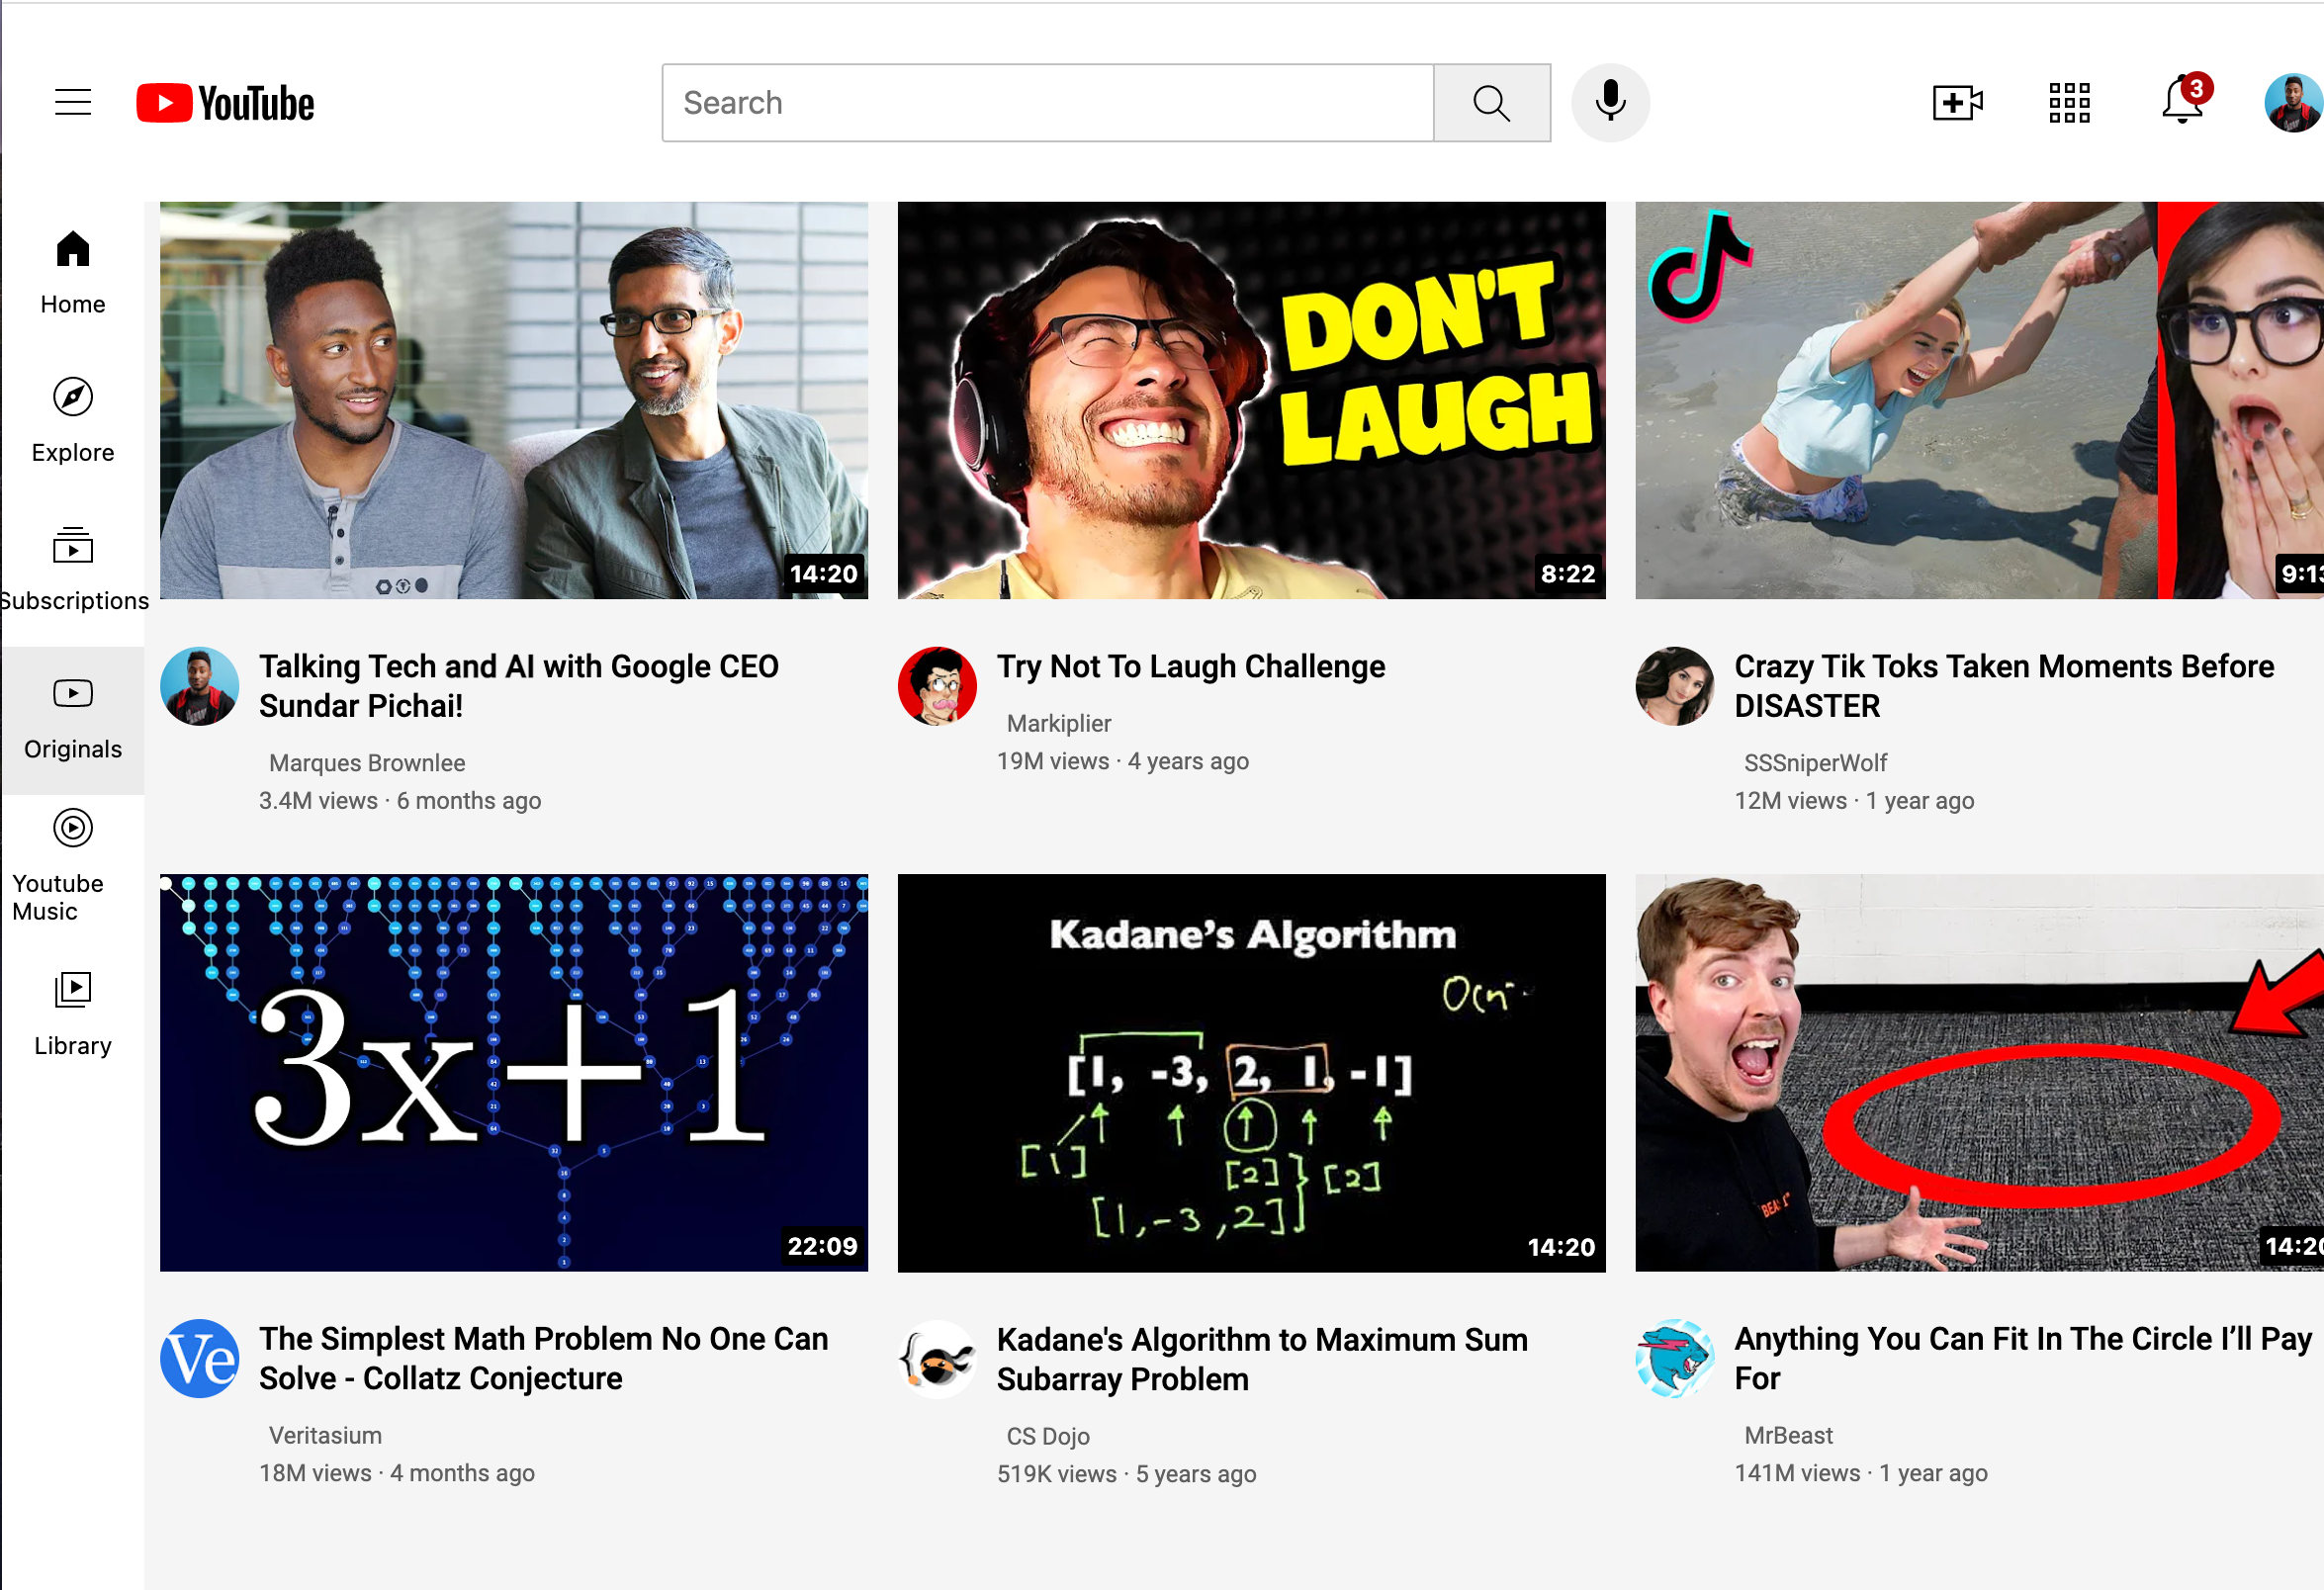 YouTube
Search
3
Home
Explore
Subscriptions
Originals
Youtube
Music
Library
14:20
Talking Tech and AI with Google CEO
Sundar Pichai!
Marques Brownlee
3.4M views · 6 months ago
DON'T
LAUGH
8:22
Try Not To Laugh Challenge
Markiplier
19M views · 4 years ago
9:13
Crazy Tik Toks Taken Moments Before
DISASTER
SSSniperWolf
12M views · 1 year ago
3x+1
22:09
The Simplest Math Problem No One Can
Solve - Collatz Conjecture
Ve
Veritasium
18M views · 4 months ago
Kadane's Algorithm
[1, -3, 2, 1, -1]
[1]
[2]
[2]
[1,-3,2]
14:20
Kadane's Algorithm to Maximum Sum
Subarray Problem
CS Dojo
519K views · 5 years ago
14:20
Anything You Can Fit In The Circle I’ll Pay
For
MrBeast
141M views · 1 year ago